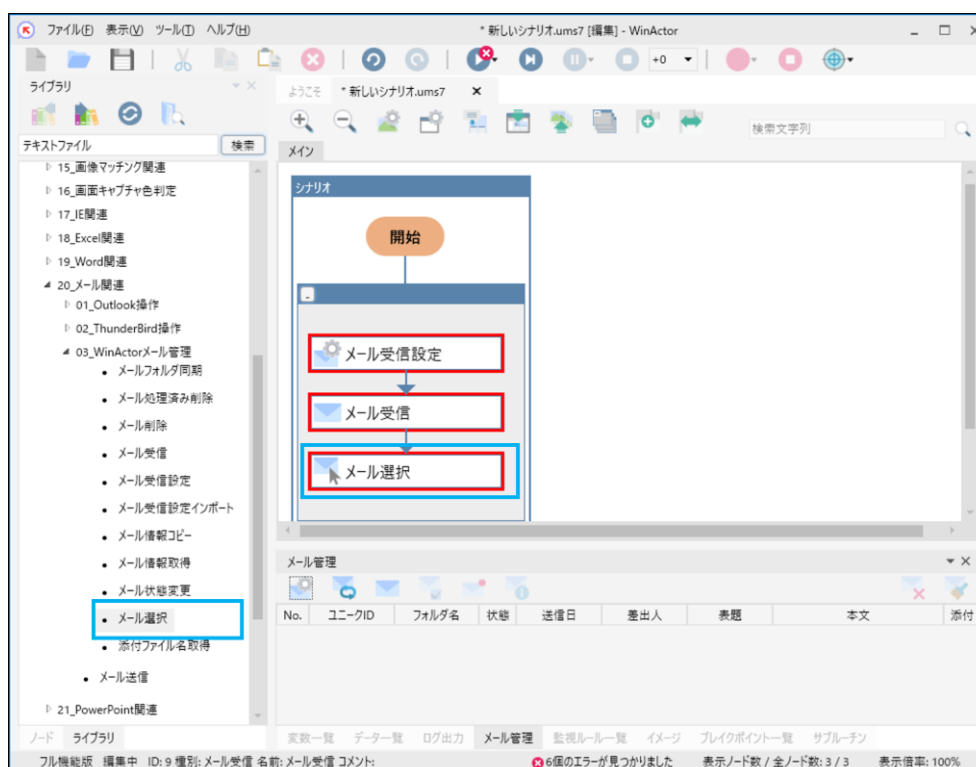 ファイル(F) 表示(V) ツール(T) ヘルプ(H)
* 新しいシナリオ.ums7 [編集] - WinActor
+0
ライブラリ
テキストファイル 検索
15_画像マッチング関連
16_画面キャプチャ色判定
17_IE関連
18_Excel関連
19_Word関連
20_メール関連
01_Outlook操作
02_ThunderBird操作
03_WinActorメール管理
メールフォルダ同期
メール処理済み削除
メール削除
メール受信
メール受信設定
メール受信設定インポート
メール情報コピー
メール情報取得
メール状態変更
メール選択
添付ファイル名取得
メール送信
21_PowerPoint関連
ノード ライブラリ
ようこそ * 新しいシナリオ.ums7
検索文字列
メイン
シナリオ
開始
メール受信設定
メール受信
メール選択
メール管理
No. ユニークID フォルダ名 状態 送信日 差出人 表題 本文 添付
変数一覧 データ一覧 ログ出力 メール管理 監視ルール一覧 イメージ ブレイクポイント一覧 サブルーチン
フル機能版 編集中 ID: 9 種別: メール受信 名前: メール受信 コメント: 6個のエラーが見つかりました 表示ノード数 / 全ノード数: 3 / 3 表示倍率: 100%